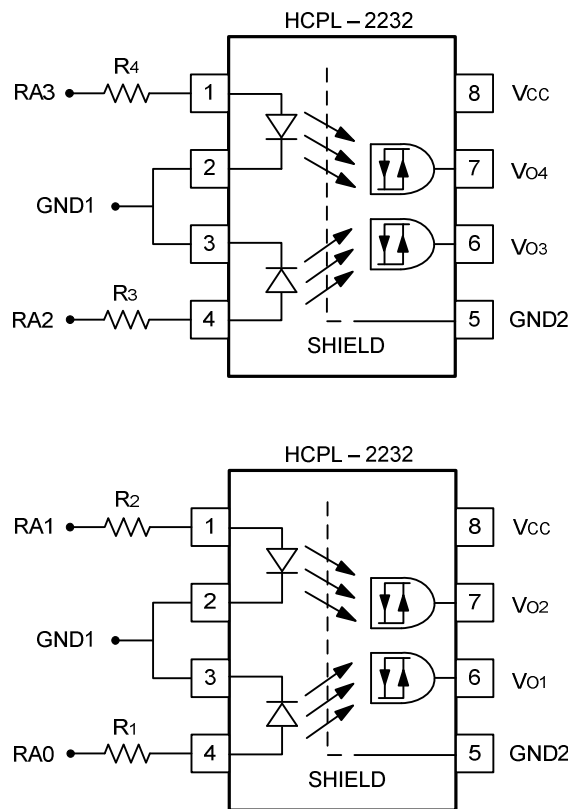 HCPL – 2232
R4
RA3 1 8 VCC
2 7 VO4
GND1
3 6 VO3
R3
RA2 4 5 GND2
SHIELD
HCPL – 2232
R2
RA1 1 8 VCC
2 7 VO2
GND1
3 6 VO1
R1
RA0 4 5 GND2
SHIELD